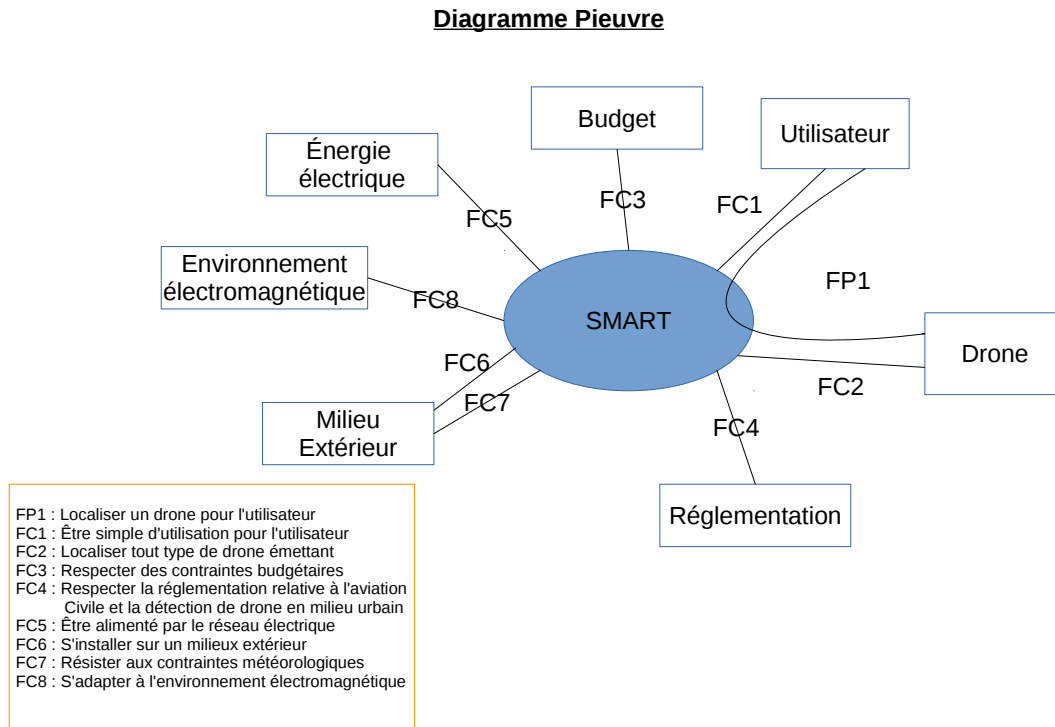 Diagramme Pieuvre
Budget
Utilisateur
Énergie
électrique
FC3
FC1
FC5
Environnement
électromagnétique
FP1
FC8
SMART
Drone
FC6
FC2
FC7
Milieu
Extérieur
FC4
Réglementation
FP1 : Localiser un drone pour l'utilisateur
FC1 : Être simple d'utilisation pour l'utilisateur
FC2 : Localiser tout type de drone émettant
FC3 : Respecter des contraintes budgétaires
FC4 : Respecter la réglementation relative à l'aviation
Civile et la détection de drone en milieu urbain
FC5 : Être alimenté par le réseau électrique
FC6 : S'installer sur un milieux extérieur
FC7 : Résister aux contraintes météorologiques
FC8 : S'adapter à l'environnement électromagnétique